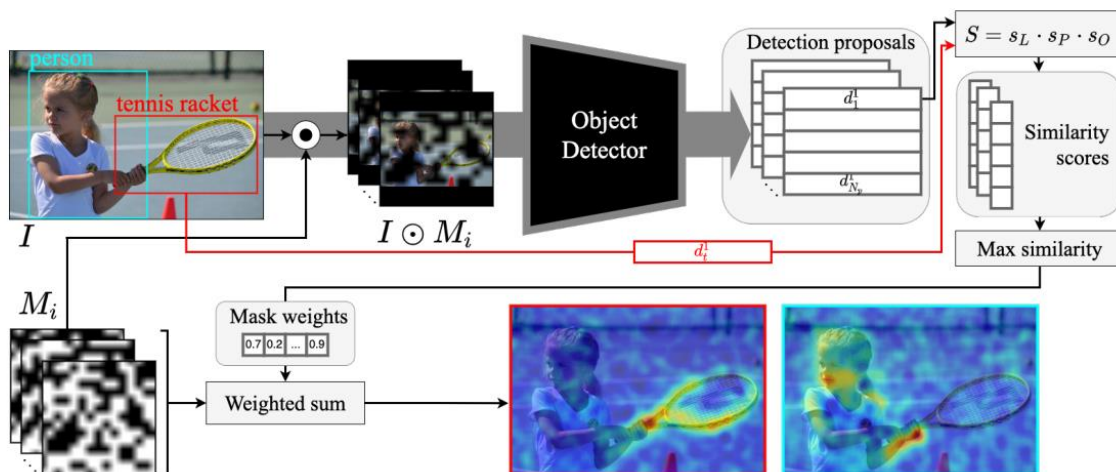 person
tennis racket
I
M_i
I ⊙ M_i
Object
Detector
Detection proposals
d_1^1
d_{N_p}^1
d_t^1
S = s_L · s_P · s_O
Similarity
scores
Max similarity
Mask weights
0.7 0.2 ... 0.9
Weighted sum